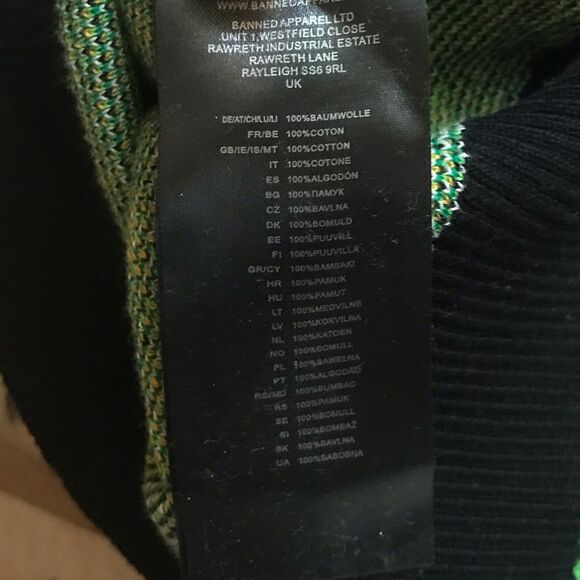 WWW.BANNEDAPPAREL
BANNED APPAREL LTD
UNIT 1,WESTFIELD CLOSE
RAWRETH INDUSTRIAL ESTATE
RAWRETH LANE
RAYLEIGH SS6 9RL
UK
DE/AT/CH/LU/LI 100%BAUMWOLLE
FR/BE 100%COTON
GB/IE/IS/MT 100%COTTON
IT 100%COTONE
ES 100%ALGODÓN
BG 100%ПАМУК
CZ 100%BAVLNA
DK 100%BOMULD
EE 100%PUUVILL
FI 100%PUUVILLA
GR/CY 100%BAMBAKI
HR 100%PAMUK
HU 100%PAMUT
LT 100%MEDVILNE
LV 100%KOKVILNA
NL 100%KATOEN
NO 100%BOMULL
PL 100%BAWEŁNA
PT 100%ALGODÃO
RO/MD 100%BUMBAC
RS 100%PAMUK
SE 100%BOMULL
SI 100%BOMBAŽ
SK 100%BAVLNA
UA 100%БАВОВНА